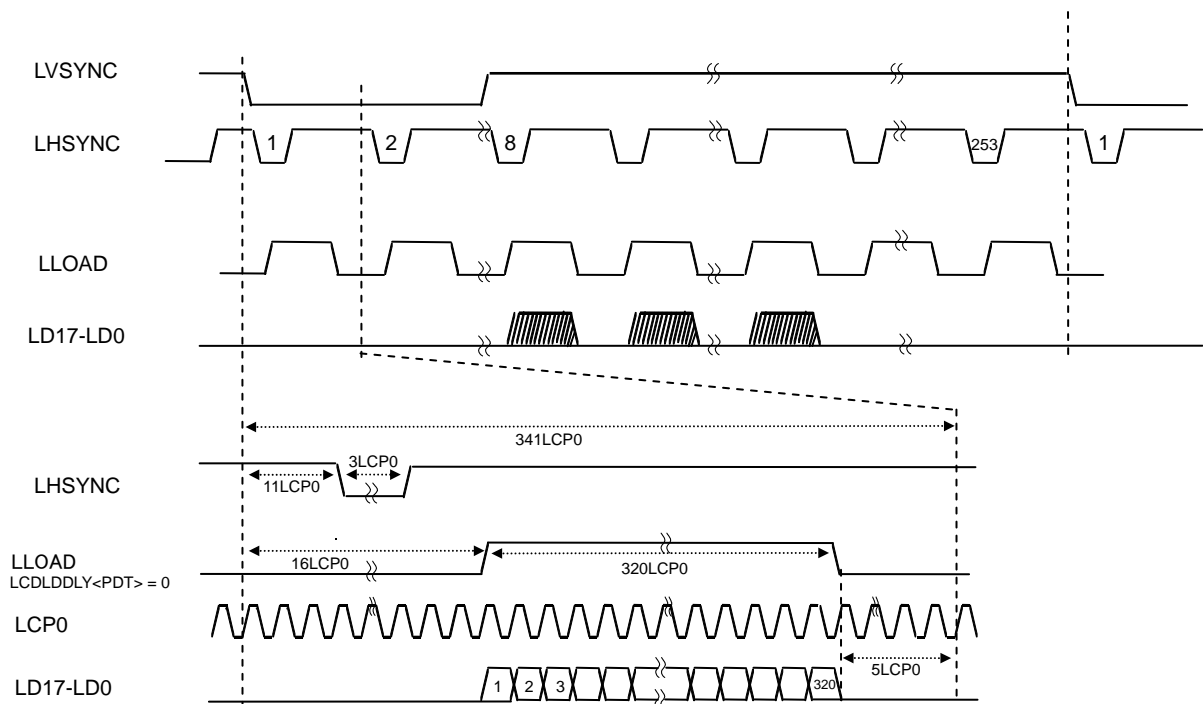 LVSYNC
LHSYNC
1
2
8
253
1
LLOAD
LD17-LD0
341LCP0
3LCP0
LHSYNC
11LCP0
LLOAD
16LCP0
320LCP0
LCDLDDLY<PDT> = 0
LCP0
5LCP0
LD17-LD0
1
2
3
320